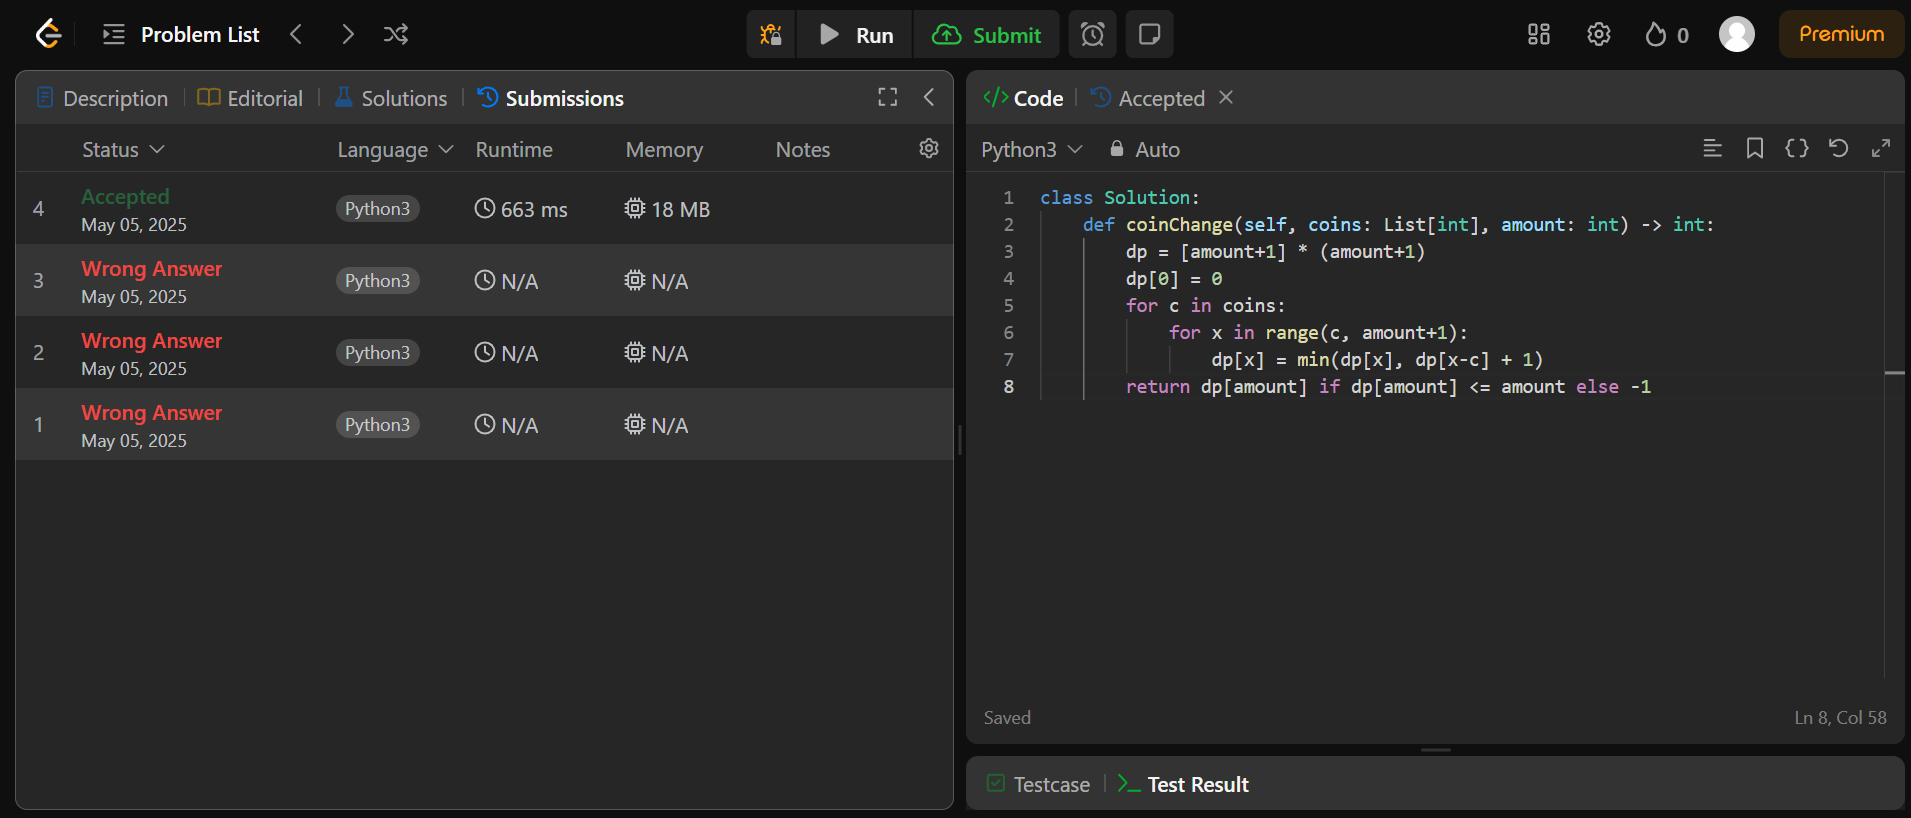 Problem List
Run
Submit
0
Premium
Description
Editorial
Solutions
Submissions
Status
Language
Runtime
Memory
Notes
4
Accepted
May 05, 2025
Python3
663 ms
18 MB
3
Wrong Answer
May 05, 2025
Python3
N/A
N/A
2
Wrong Answer
May 05, 2025
Python3
N/A
N/A
1
Wrong Answer
May 05, 2025
Python3
N/A
N/A
</> Code
Accepted
Python3
Auto
1 class Solution:
2     def coinChange(self, coins: List[int], amount: int) -> int:
3         dp = [amount+1] * (amount+1)
4         dp[0] = 0
5         for c in coins:
6             for x in range(c, amount+1):
7                 dp[x] = min(dp[x], dp[x-c] + 1)
8         return dp[amount] if dp[amount] <= amount else -1
Saved
Ln 8, Col 58
Testcase
Test Result